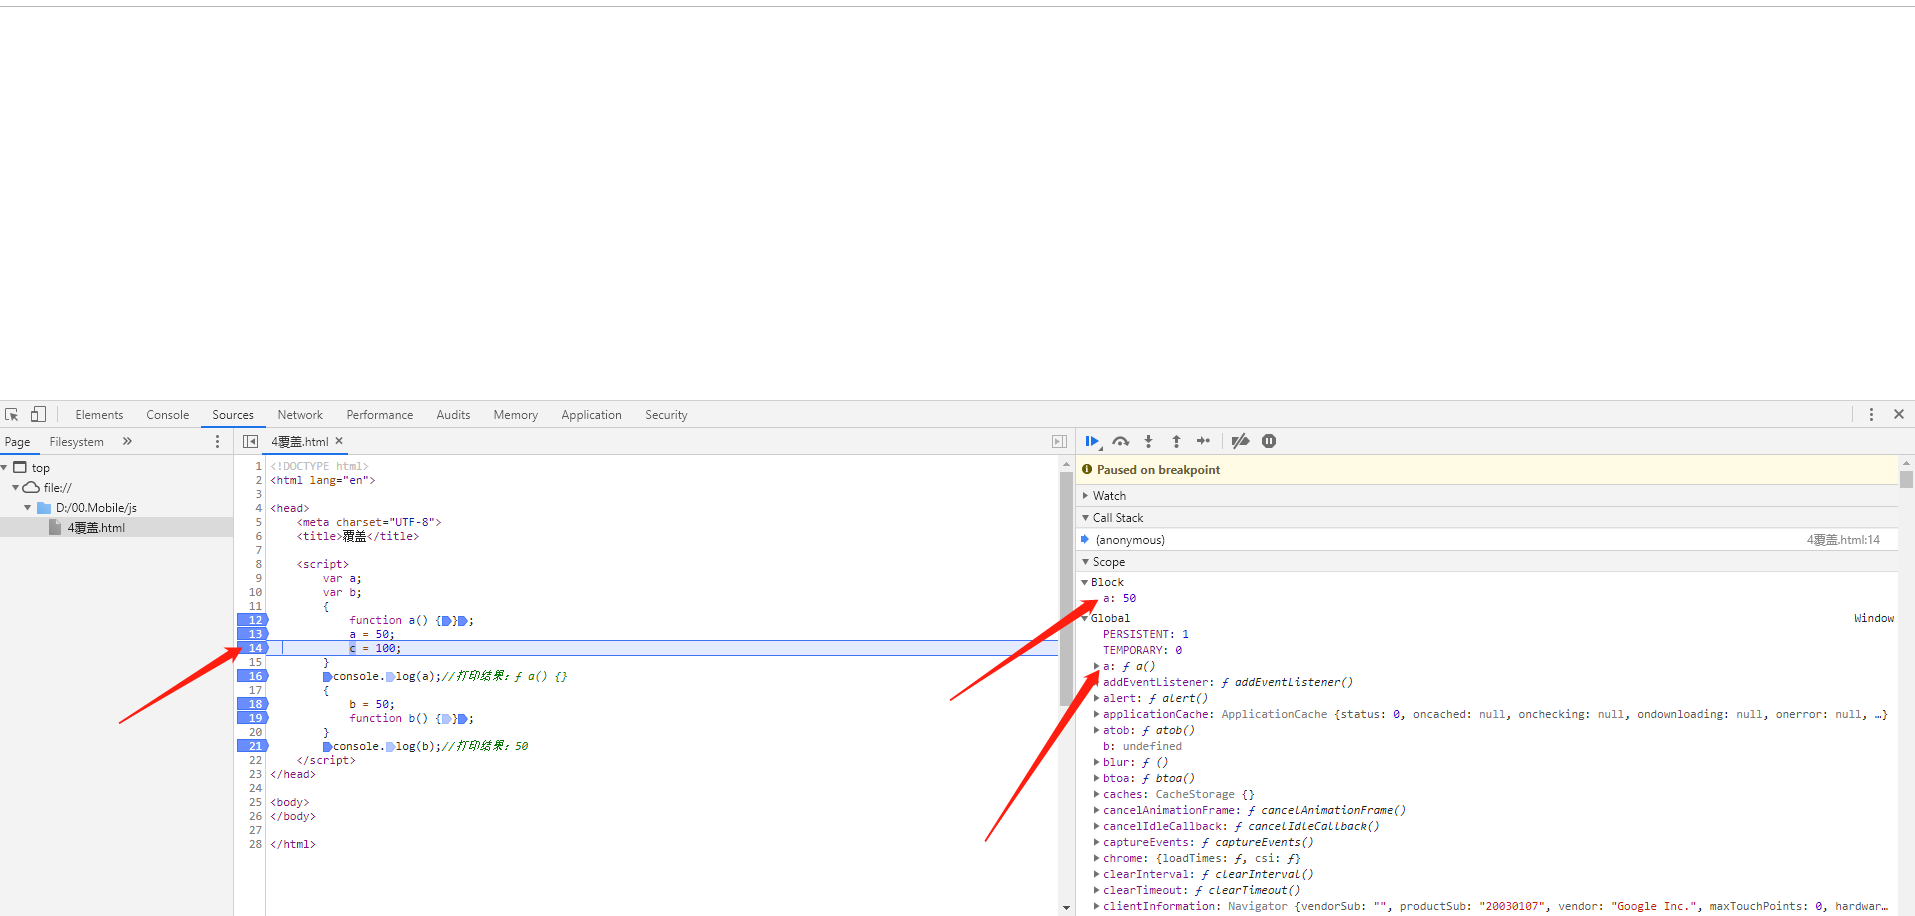 Elements Console Sources Network Performance Audits Memory Application Security
Page Filesystem »
4覆盖.html ×
top
file://
D:/00.Mobile/js
4覆盖.html
1 <!DOCTYPE html>
2 <html lang="en">
3
4 <head>
5 <meta charset="UTF-8">
6 <title>覆盖</title>
7
8 <script>
9 var a;
10 var b;
11 {
12 function a() {};
13 a = 50;
14 c = 100;
15 }
16 console.log(a);//打印结果：ƒ a() {}
17 {
18 b = 50;
19 function b() {};
20 }
21 console.log(b);//打印结果：50
22 </script>
23 </head>
24
25 <body>
26 </body>
27
28 </html>
Paused on breakpoint
Watch
Call Stack
(anonymous) 4覆盖.html:14
Scope
Block
a: 50
Global Window
PERSISTENT: 1
TEMPORARY: 0
a: ƒ a()
addEventListener: ƒ addEventListener()
alert: ƒ alert()
applicationCache: ApplicationCache {status: 0, oncached: null, onchecking: null, ondownloading: null, onerror: null, …}
atob: ƒ atob()
b: undefined
blur: ƒ ()
btoa: ƒ btoa()
caches: CacheStorage {}
cancelAnimationFrame: ƒ cancelAnimationFrame()
cancelIdleCallback: ƒ cancelIdleCallback()
captureEvents: ƒ captureEvents()
chrome: {loadTimes: ƒ, csi: ƒ}
clearInterval: ƒ clearInterval()
clearTimeout: ƒ clearTimeout()
clientInformation: Navigator {vendorSub: "", productSub: "20030107", vendor: "Google Inc.", maxTouchPoints: 0, hardwar…